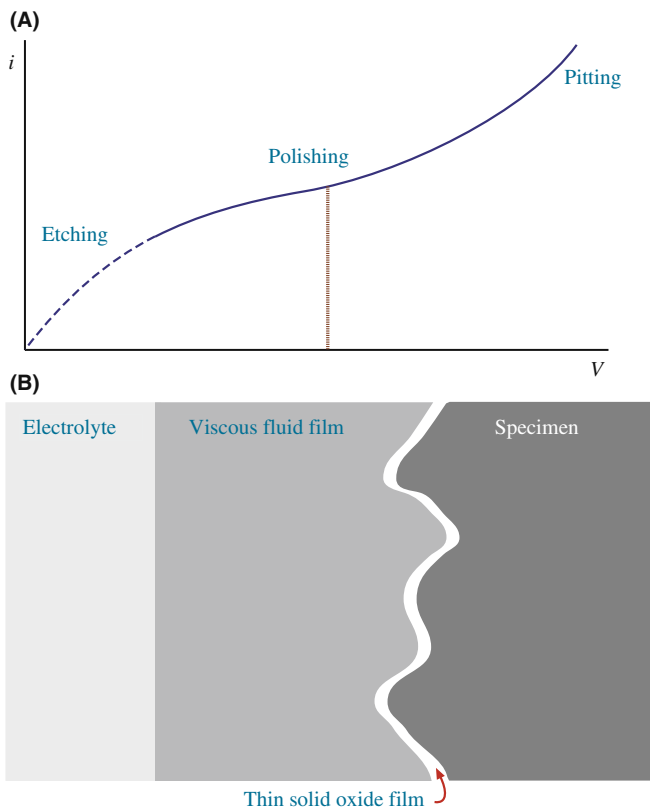 (A)
i
Pitting
Polishing
Etching
V
(B)
Electrolyte
Viscous fluid film
Specimen
Thin solid oxide film